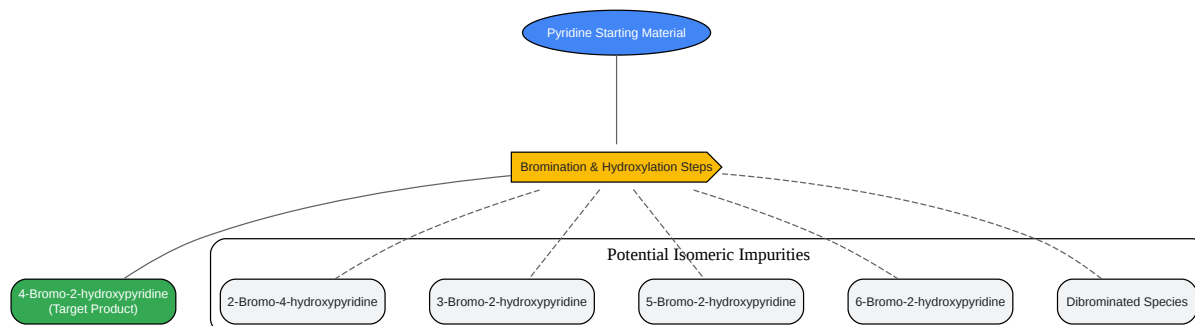 Pyridine Starting Material
Bromination & Hydroxylation Steps
Potential Isomeric Impurities
4-Bromo-2-hydroxypyridine
(Target Product)
2-Bromo-4-hydroxypyridine
3-Bromo-2-hydroxypyridine
5-Bromo-2-hydroxypyridine
6-Bromo-2-hydroxypyridine
Dibrominated Species